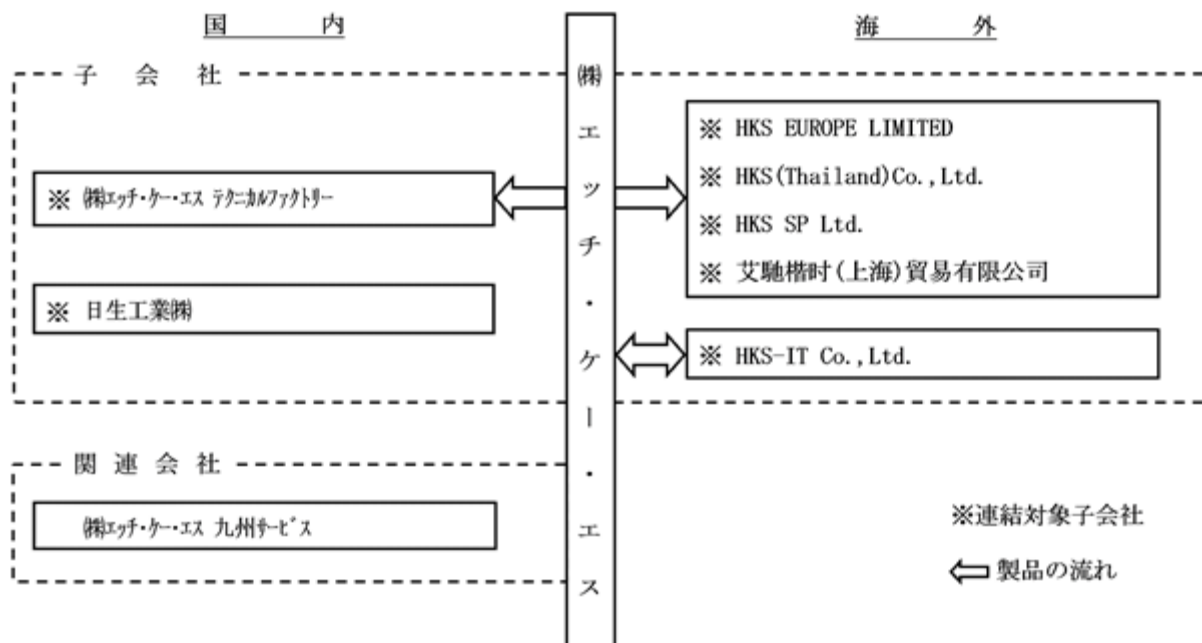 国内
海外
子会社
㈱エッチ・ケー・エス
※ HKS EUROPE LIMITED
※ HKS(Thailand)Co.,Ltd.
※ HKS SP Ltd.
※ 艾馳楷时(上海)貿易有限公司
※ ㈱ｴｯﾁ・ｹｰ・ｴｽ ﾃｸﾆｶﾙﾌｧｸﾄﾘｰ
※ 日生工業㈱
※ HKS-IT Co.,Ltd.
関連会社
㈱ｴｯﾁ・ｹｰ・ｴｽ 九州ｻｰﾋﾞｽ
※連結対象子会社
製品の流れ